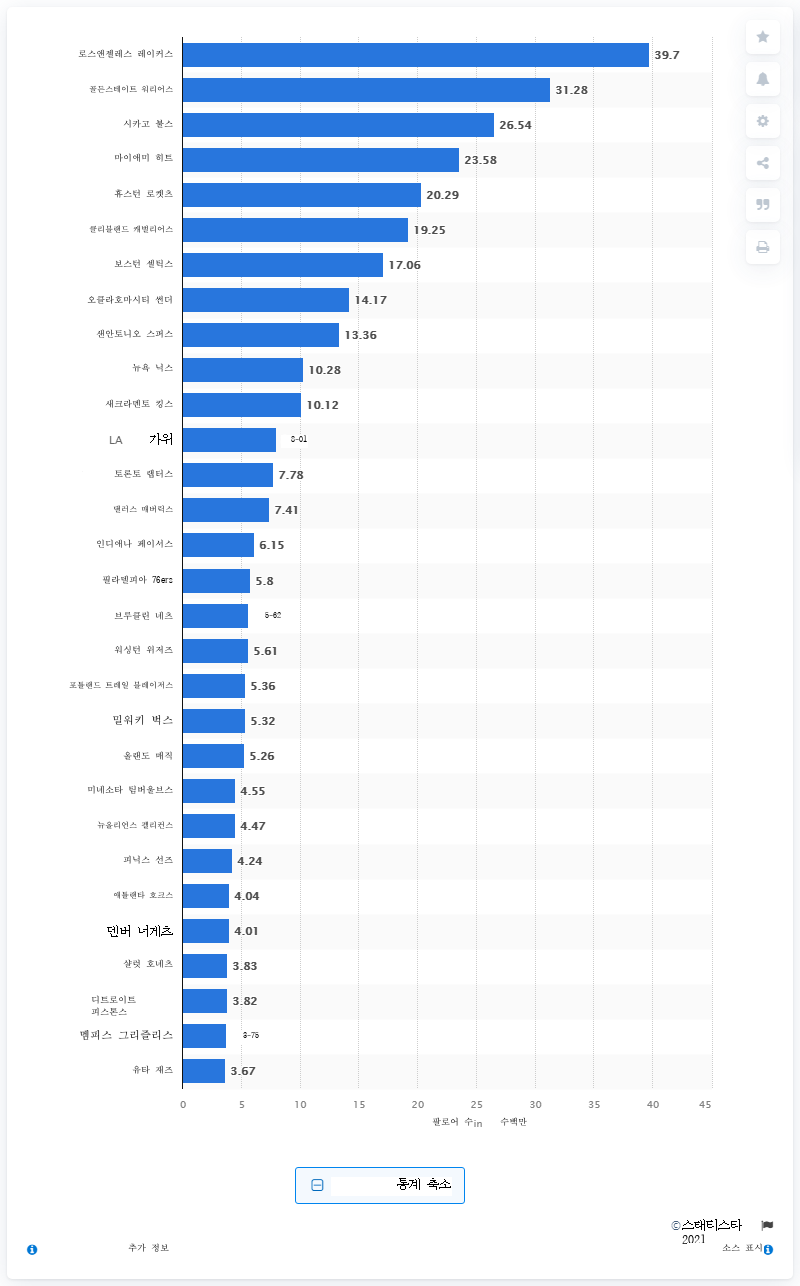 로스앤젤레스 레이커스 39.7
골든스테이트 워리어스 31.28
시카고 불스 26.54
마이애미 히트 23.58
휴스턴 로켓츠 20.29
클리블랜드 캐벌리어스 19.25
보스턴 셀틱스 17.06
오클라호마시티 썬더 14.17
샌안토니오 스퍼스 13.36
뉴욕 닉스 10.28
새크라멘토 킹스 10.12
LA 가위 8-01
토론토 랩터스 7.78
댈러스 매버릭스 7.41
인디애나 페이서스 6.15
필라델피아 76ers 5.8
브루클린 네츠 5-62
워싱턴 위저즈 5.61
포틀랜드 트레일 블레이저스 5.36
밀워키 벅스 5.32
올랜도 매직 5.26
미네소타 팀버울브스 4.55
뉴올리언스 펠리컨스 4.47
피닉스 선즈 4.24
애틀랜타 호크스 4.04
덴버 너게츠 4.01
샬럿 호네츠 3.83
디트로이트
피스톤스 3.82
멤피스 그리즐리스 3-75
유타 재즈 3.67
0 5 10 15 20 25 30 35 40 45
팔로어 수in 수백만
통계 축소
©스태티스타
2021
추가 정보 소스 표시